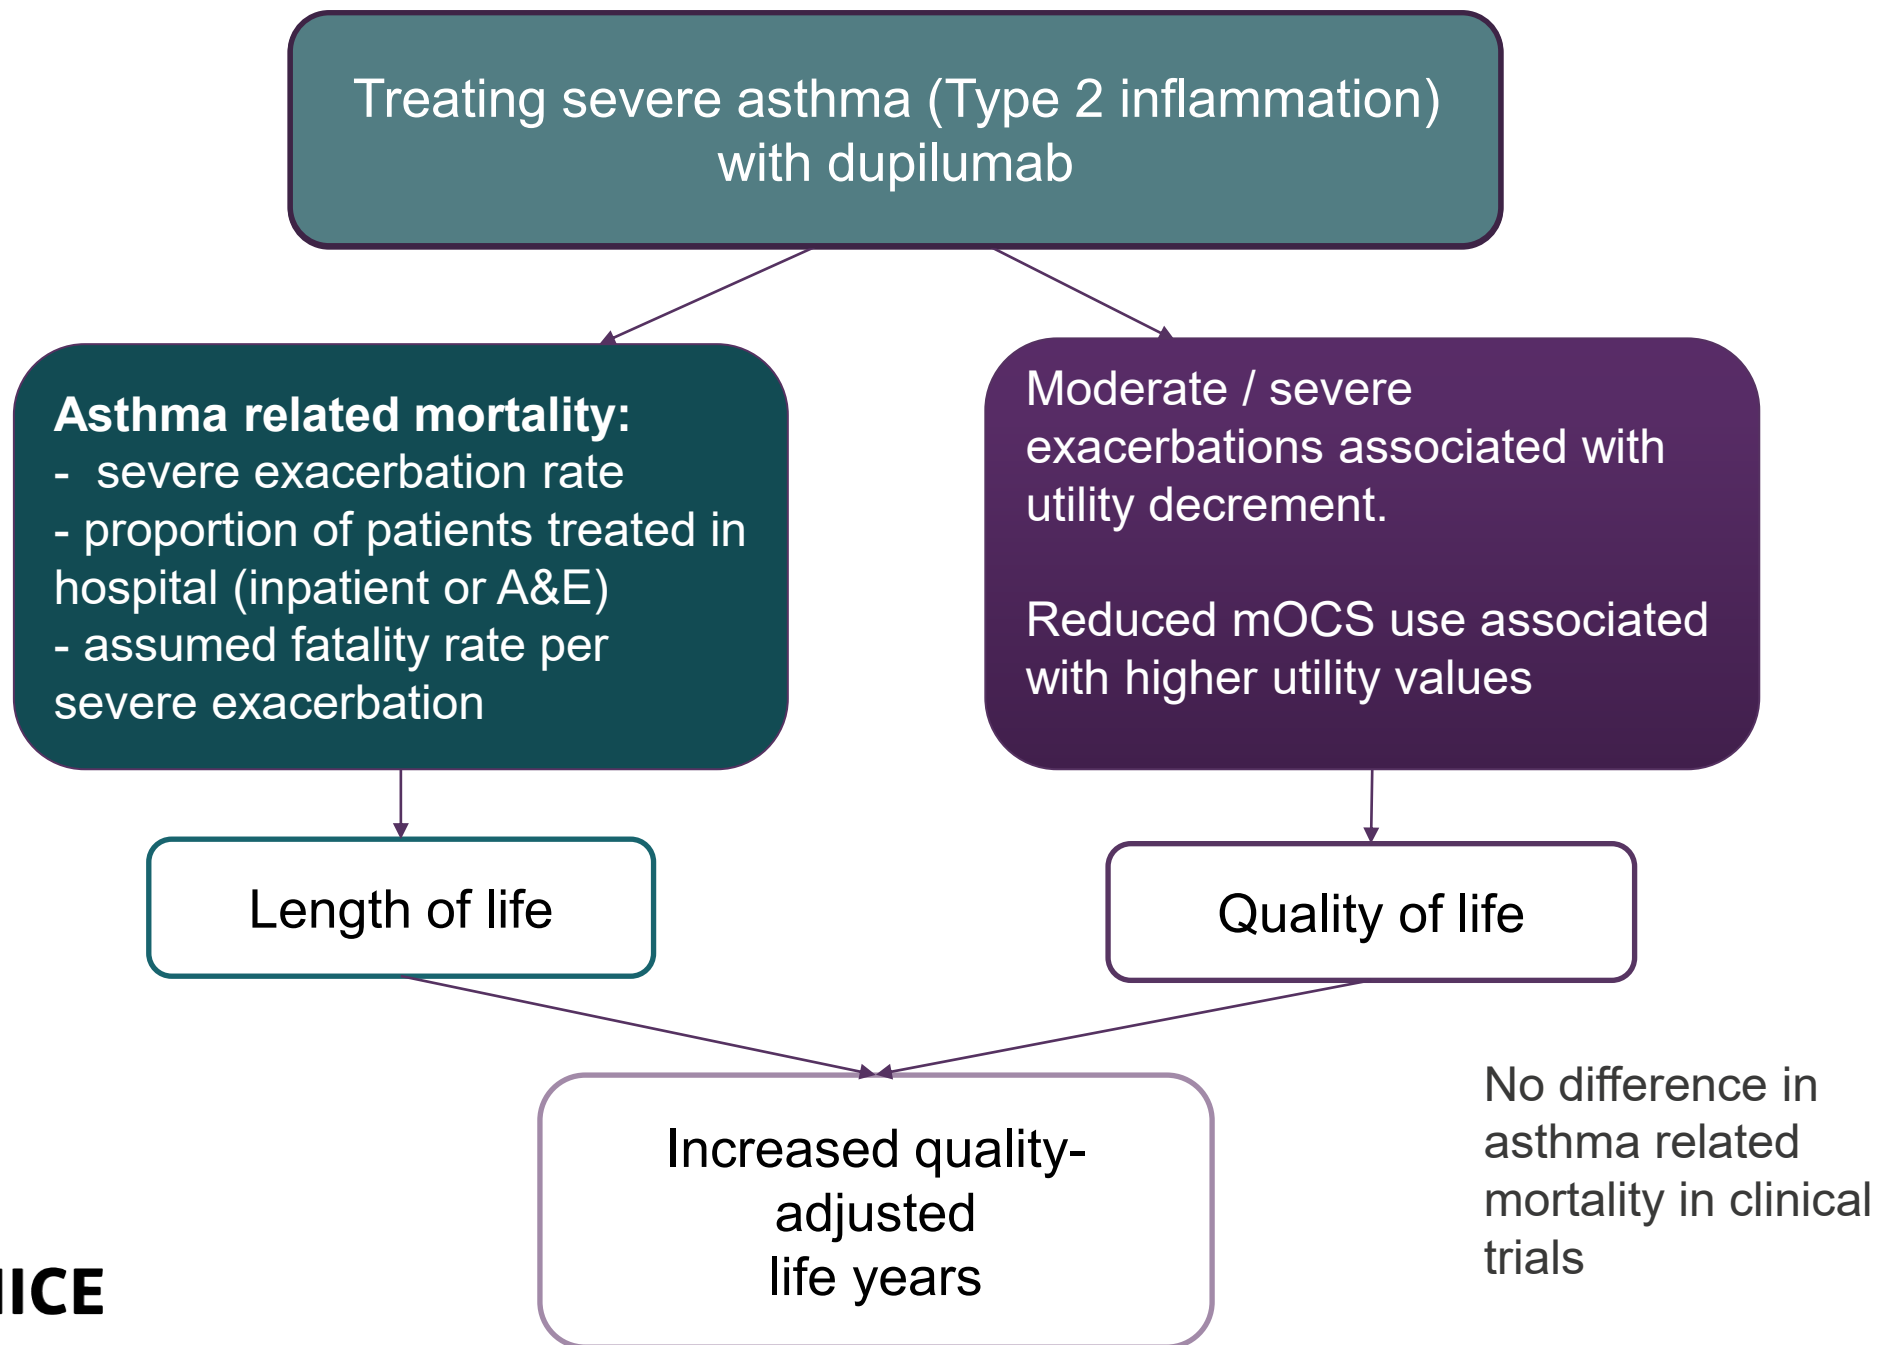 Treating severe asthma (Type 2 inflammation)
with dupilumab
Asthma related mortality:
- severe exacerbation rate
- proportion of patients treated in
hospital (inpatient or A&E)
- assumed fatality rate per
severe exacerbation
Moderate / severe
exacerbations associated with
utility decrement.
Reduced mOCS use associated
with higher utility values
Length of life
Quality of life
Increased quality-
adjusted
life years
No difference in
asthma related
mortality in clinical
trials
NICE